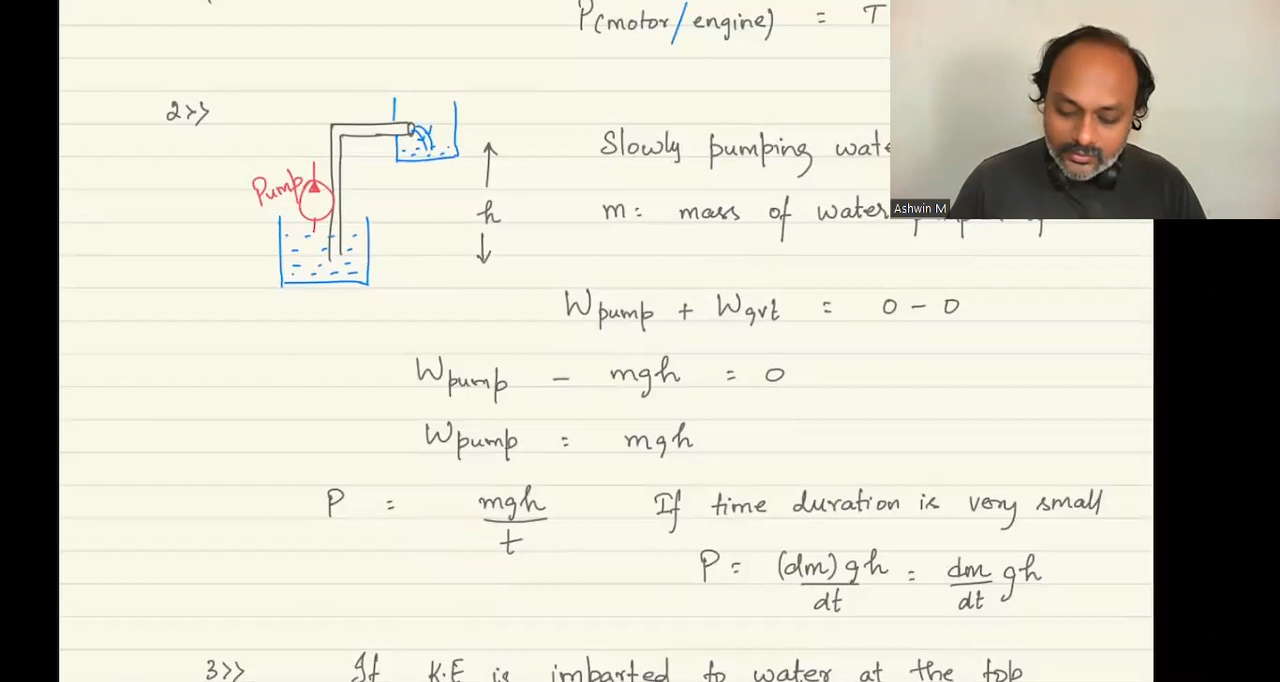 P(motor/engine) = T
2>>
Slowly pumping wate
Pump
h
m: mass of water
Ashwin M
Wpump + Wgrt = 0 - 0
Wpump - mgh = 0
Wpump = mgh
P = mgh/t If time duration is very small
P = (dm)gh/dt = dm/dt gh
3>> If K.E is imparted to water at the top